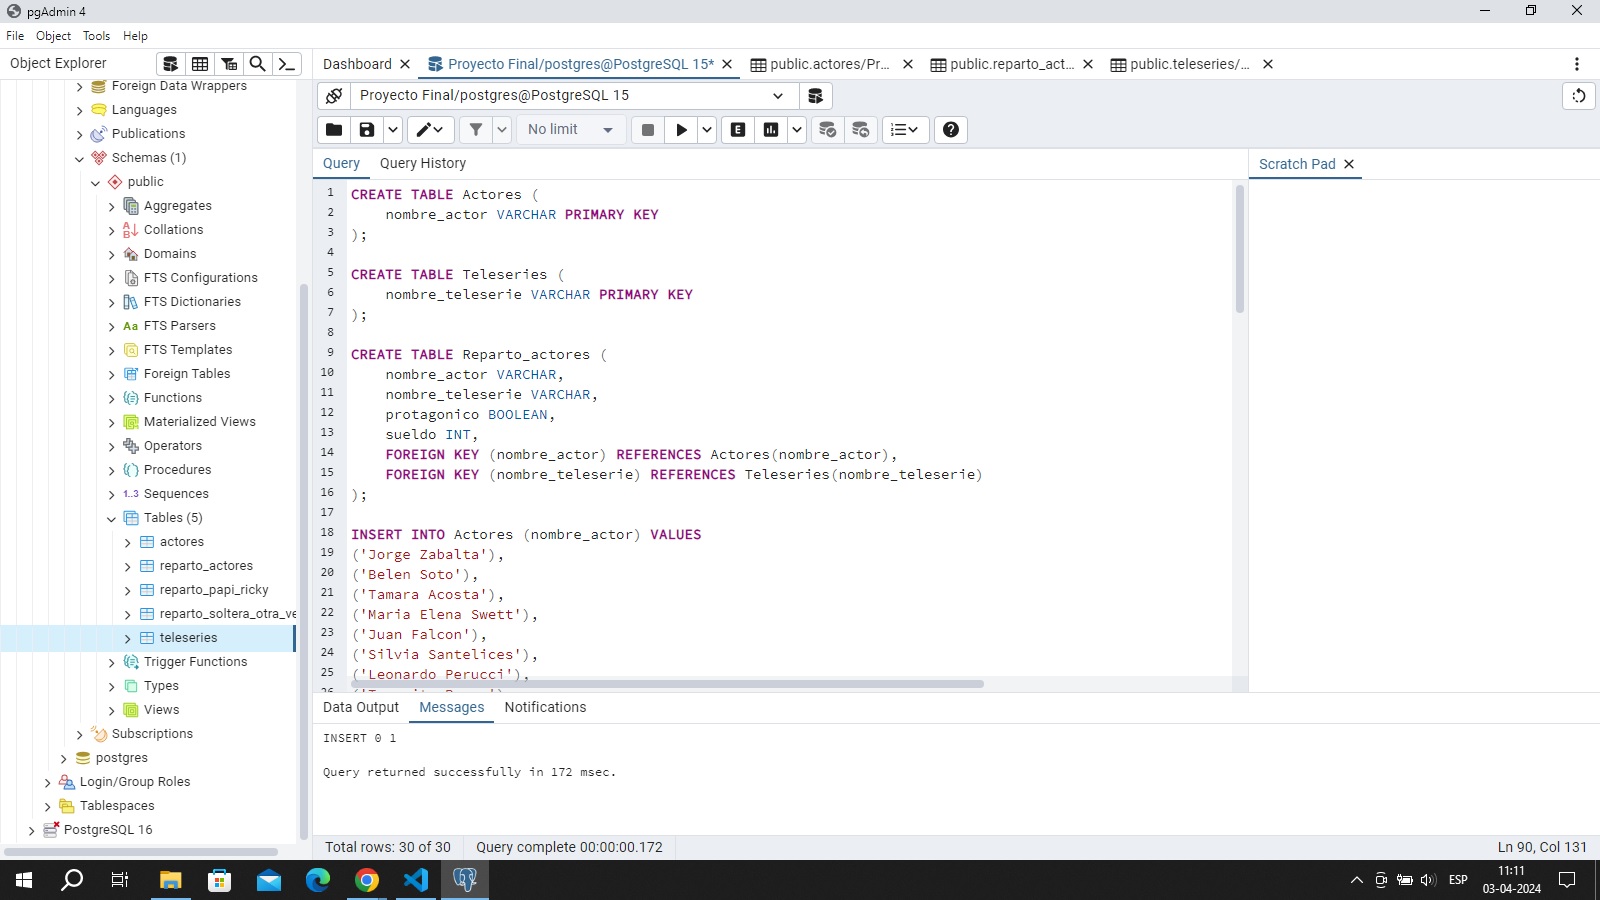 pgAdmin 4
File Object Tools Help
Object Explorer
Dashboard
Proyecto Final/postgres@PostgreSQL 15*
public.actores/Pr...
public.reparto_act...
public.teleseries/...
Proyecto Final/postgres@PostgreSQL 15
No limit
Query
Query History
Scratch Pad
Foreign Data Wrappers
Languages
Publications
Schemas (1)
public
Aggregates
Collations
Domains
FTS Configurations
FTS Dictionaries
FTS Parsers
FTS Templates
Foreign Tables
Functions
Materialized Views
Operators
Procedures
1..3 Sequences
Tables (5)
actores
reparto_actores
reparto_papi_ricky
reparto_soltera_otra_ve
teleseries
Trigger Functions
Types
Views
Subscriptions
postgres
Login/Group Roles
Tablespaces
PostgreSQL 16
1 CREATE TABLE Actores (
2 nombre_actor VARCHAR PRIMARY KEY
3 );
4
5 CREATE TABLE Teleseries (
6 nombre_teleserie VARCHAR PRIMARY KEY
7 );
8
9 CREATE TABLE Reparto_actores (
10 nombre_actor VARCHAR,
11 nombre_teleserie VARCHAR,
12 protagonico BOOLEAN,
13 sueldo INT,
14 FOREIGN KEY (nombre_actor) REFERENCES Actores(nombre_actor),
15 FOREIGN KEY (nombre_teleserie) REFERENCES Teleseries(nombre_teleserie)
16 );
17
18 INSERT INTO Actores (nombre_actor) VALUES
19 ('Jorge Zabalta'),
20 ('Belen Soto'),
21 ('Tamara Acosta'),
22 ('Maria Elena Swett'),
23 ('Juan Falcon'),
24 ('Silvia Santelices'),
25 ('Leonardo Perucci'),
Data Output
Messages
Notifications
INSERT 0 1
Query returned successfully in 172 msec.
Total rows: 30 of 30
Query complete 00:00:00.172
Ln 90, Col 131
ESP
11:11
03-04-2024